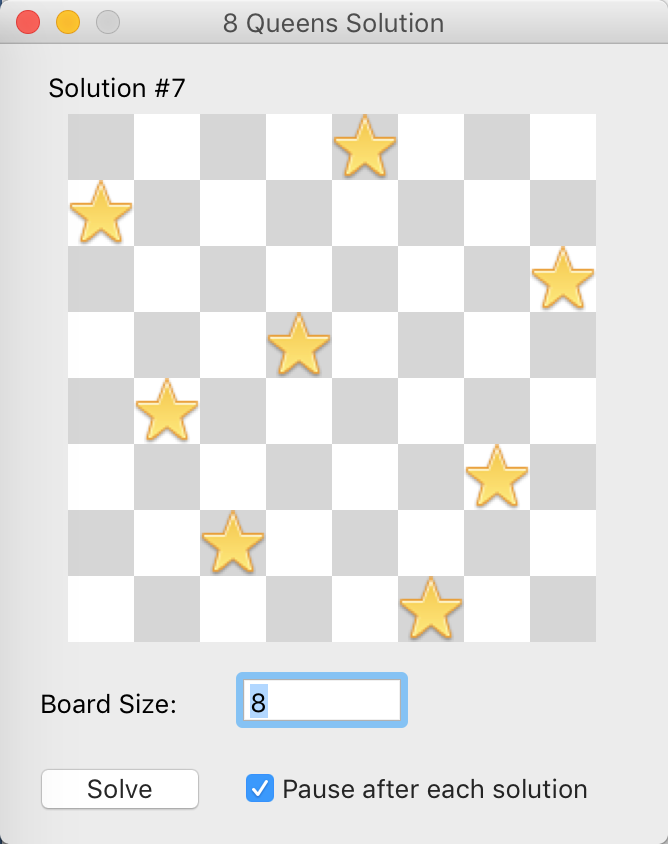 8 Queens Solution
Solution #7
Board Size:
8
Solve
Pause after each solution